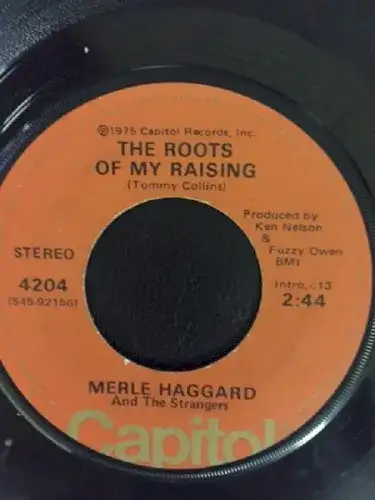 ℗1975 Capitol Records, Inc.
THE ROOTS
OF MY RAISING
(Tommy Collins)
Produced by
Ken Nelson
&
Fuzzy Owen
BMI
STEREO
4204
(S45-92156)
Intro.-:13
2:44
MERLE HAGGARD
And The Strangers
Capitol